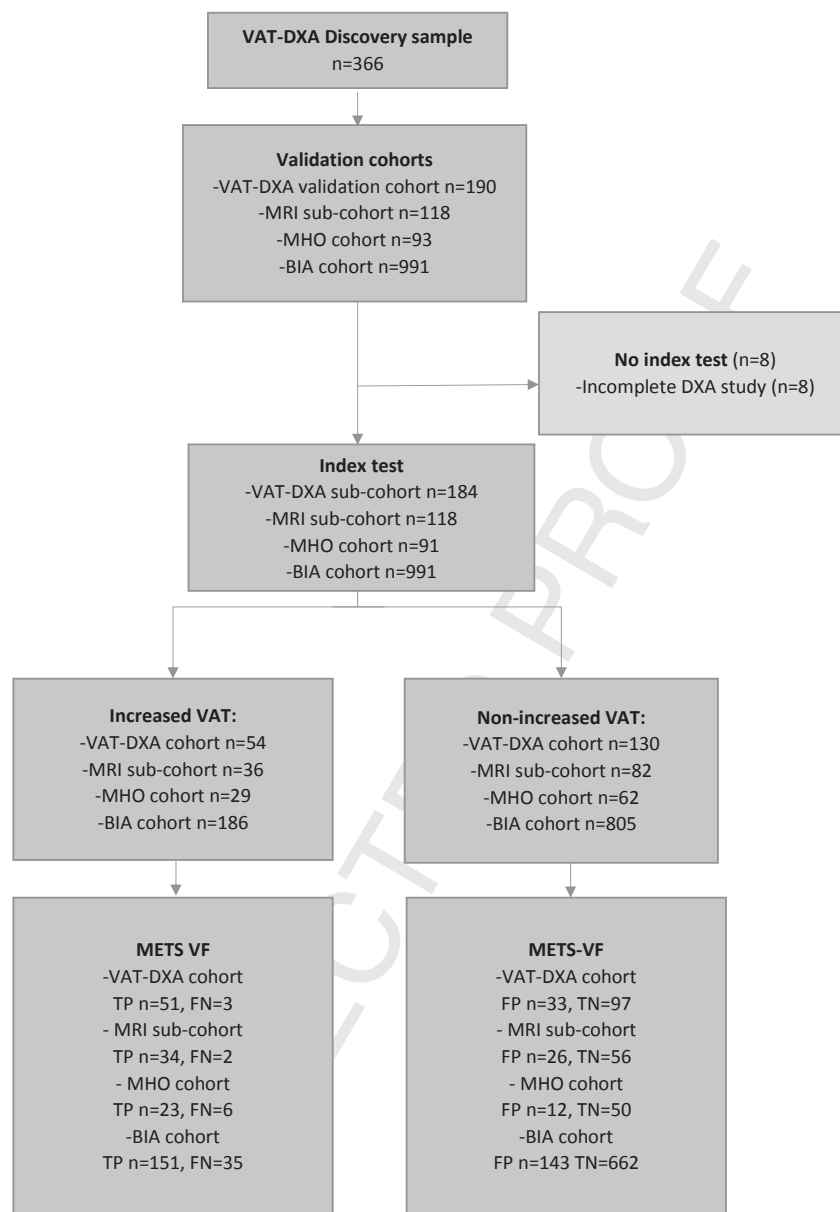 VAT-DXA Discovery sample
n=366
Validation cohorts
-VAT-DXA validation cohort n=190
-MRI sub-cohort n=118
-MHO cohort n=93
-BIA cohort n=991
No index test (n=8)
-Incomplete DXA study (n=8)
Index test
-VAT-DXA sub-cohort n=184
-MRI sub-cohort n=118
-MHO cohort n=91
-BIA cohort n=991
Increased VAT:
-VAT-DXA cohort n=54
-MRI sub-cohort n=36
-MHO cohort n=29
-BIA cohort n=186
Non-increased VAT:
-VAT-DXA cohort n=130
-MRI sub-cohort n=82
-MHO cohort n=62
-BIA cohort n=805
METS VF
-VAT-DXA cohort
TP n=51, FN=3
- MRI sub-cohort
TP n=34, FN=2
- MHO cohort
TP n=23, FN=6
-BIA cohort
TP n=151, FN=35
METS-VF
-VAT-DXA cohort
FP n=33, TN=97
- MRI sub-cohort
FP n=26, TN=56
- MHO cohort
FP n=12, TN=50
-BIA cohort
FP n=143 TN=662